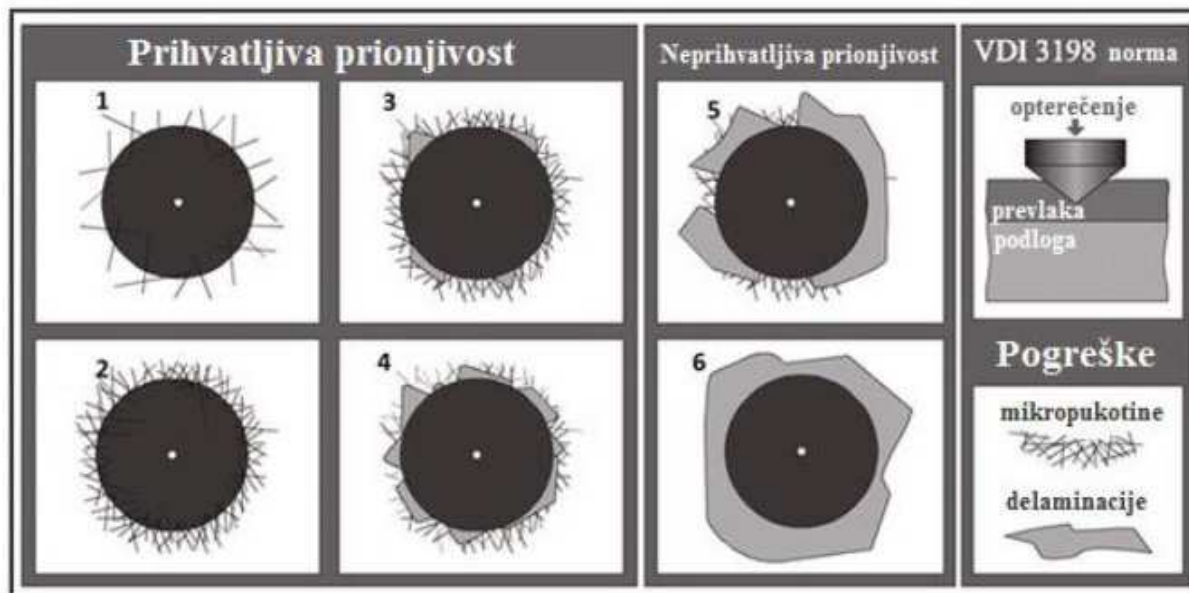 Prihvatljiva prionjivost
1
3
2
4
Neprihvatljiva prionjivost
5
6
VDI 3198 norma
opterečenje
prevlaka
podloga
Pogreške
mikropukotine
delaminacije